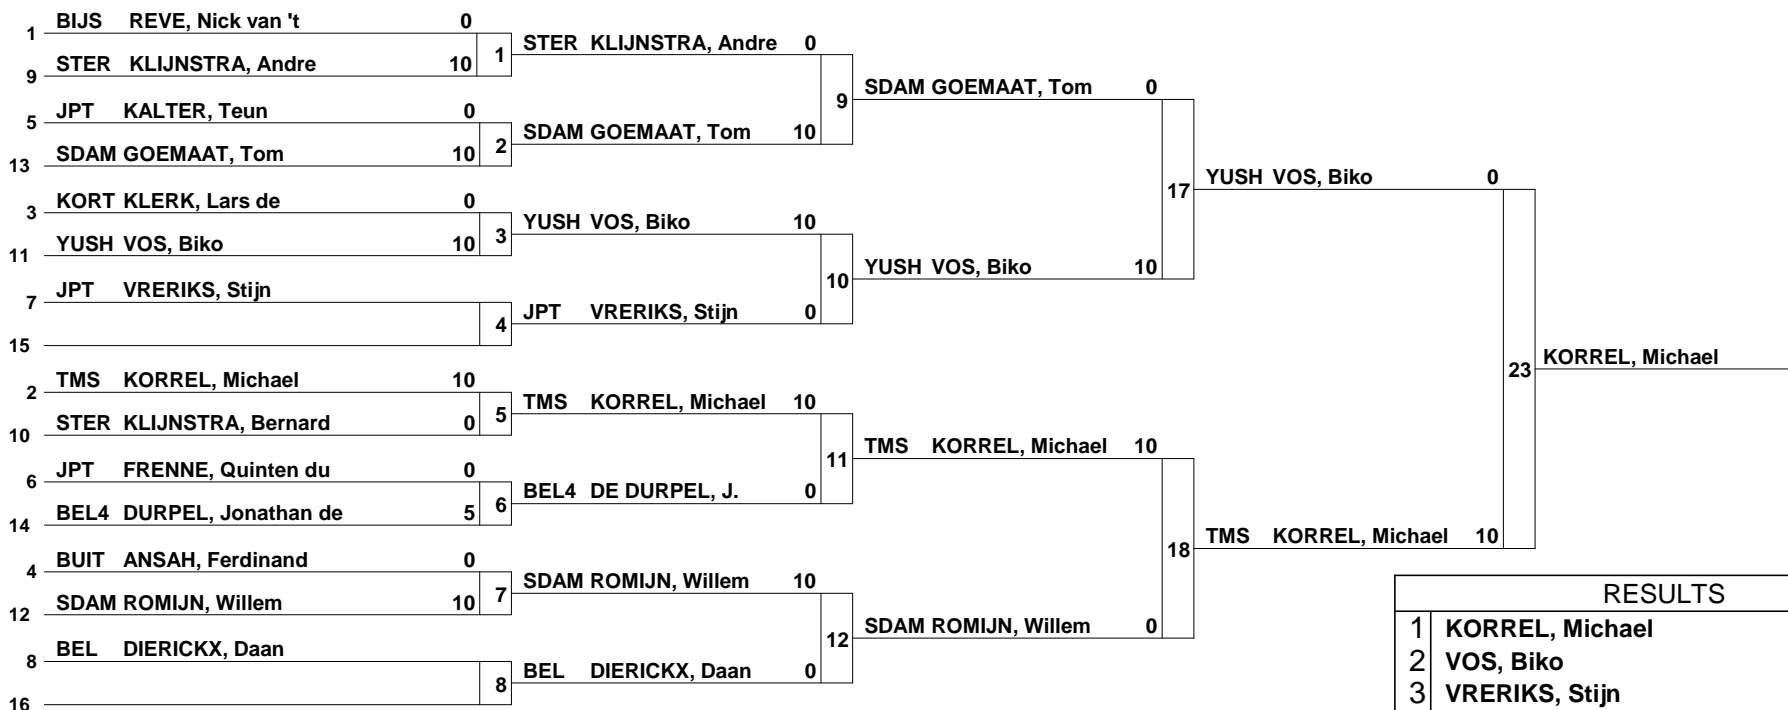 1 BIJS REVE, Nick van 't 0
9 STER KLIJNSTRA, Andre 10
1
5 JPT KALTER, Teun 0
13 SDAM GOEMAAT, Tom 10
2
3 KORT KLERK, Lars de 0
11 YUSH VOS, Biko 10
3
7 JPT VRERIKS, Stijn
15
4
2 TMS KORREL, Michael 10
10 STER KLIJNSTRA, Bernard 0
5
6 JPT FRENNE, Quinten du 0
14 BEL4 DURPEL, Jonathan de 5
6
4 BUIT ANSAH, Ferdinand 0
12 SDAM ROMIJN, Willem 10
7
8 BEL DIERICKX, Daan
16
8
STER KLIJNSTRA, Andre 0
SDAM GOEMAAT, Tom 10
9
YUSH VOS, Biko 10
JPT VRERIKS, Stijn 0
10
TMS KORREL, Michael 10
BEL4 DE DURPEL, J. 0
11
SDAM ROMIJN, Willem 10
BEL DIERICKX, Daan 0
12
SDAM GOEMAAT, Tom 0
YUSH VOS, Biko 10
17
TMS KORREL, Michael 10
SDAM ROMIJN, Willem 0
18
YUSH VOS, Biko 0
TMS KORREL, Michael 10
23
KORREL, Michael
RESULTS
1 KORREL, Michael
2 VOS, Biko
3 VRERIKS, Stijn